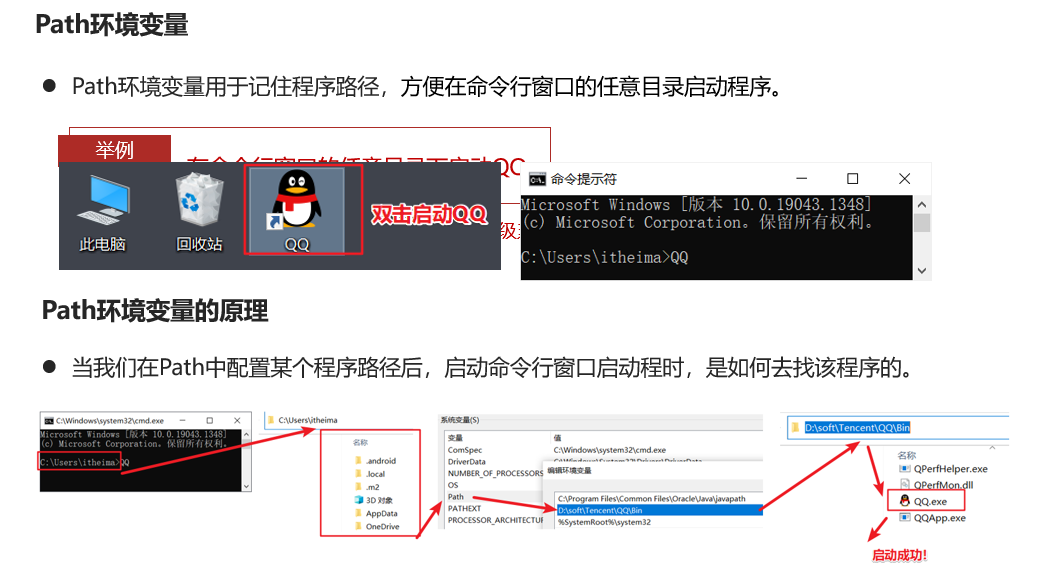 Path环境变量
● Path环境变量用于记住程序路径，方便在命令行窗口的任意目录启动程序。
举例
在命令行窗口的任意目录下启动QQ
此电脑
回收站
QQ
双击启动QQ
命令提示符
Microsoft Windows [版本 10.0.19043.1348]
(c) Microsoft Corporation。保留所有权利。
C:\Users\itheima>QQ
Path环境变量的原理
● 当我们在Path中配置某个程序路径后，启动命令行窗口启动程时，是如何去找该程序的。
C:\Windows\system32\cmd.exe
Microsoft Windows [版本 10.0.19043.1348]
(c) Microsoft Corporation。保留所有权利。
C:\Users\itheima>QQ
C:\Users\itheima
名称
.android
.local
.m2
3D 对象
AppData
OneDrive
系统变量(S)
变量 值
ComSpec C:\Windows\system32\cmd.exe
DriverData
NUMBER_OF_PROCESSORS
OS
Path
PATHEXT
PROCESSOR_ARCHITECTUR
编辑环境变量
C:\Program Files\Common Files\Oracle\Java\javapath
D:\soft\Tencent\QQ\Bin
%SystemRoot%\system32
D:\soft\Tencent\QQ\Bin
名称
QPerfHelper.exe
QPerfMon.dll
QQ.exe
QQApp.exe
启动成功!